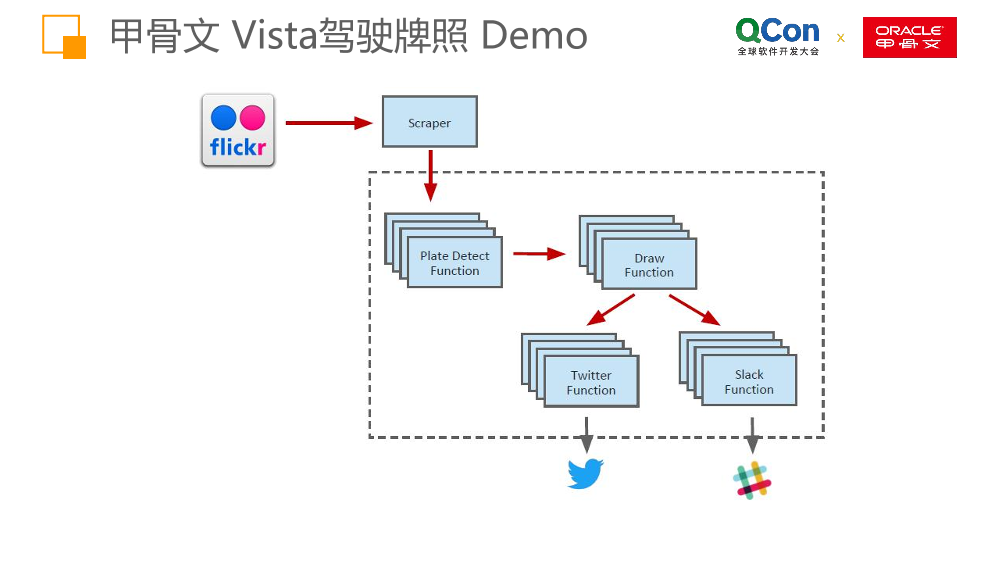 甲骨文 Vista驾驶牌照 Demo
QCon
全球软件开发大会
x
ORACLE
甲骨文
flickr
Scraper
Plate Detect
Function
Draw
Function
Twitter
Function
Slack
Function